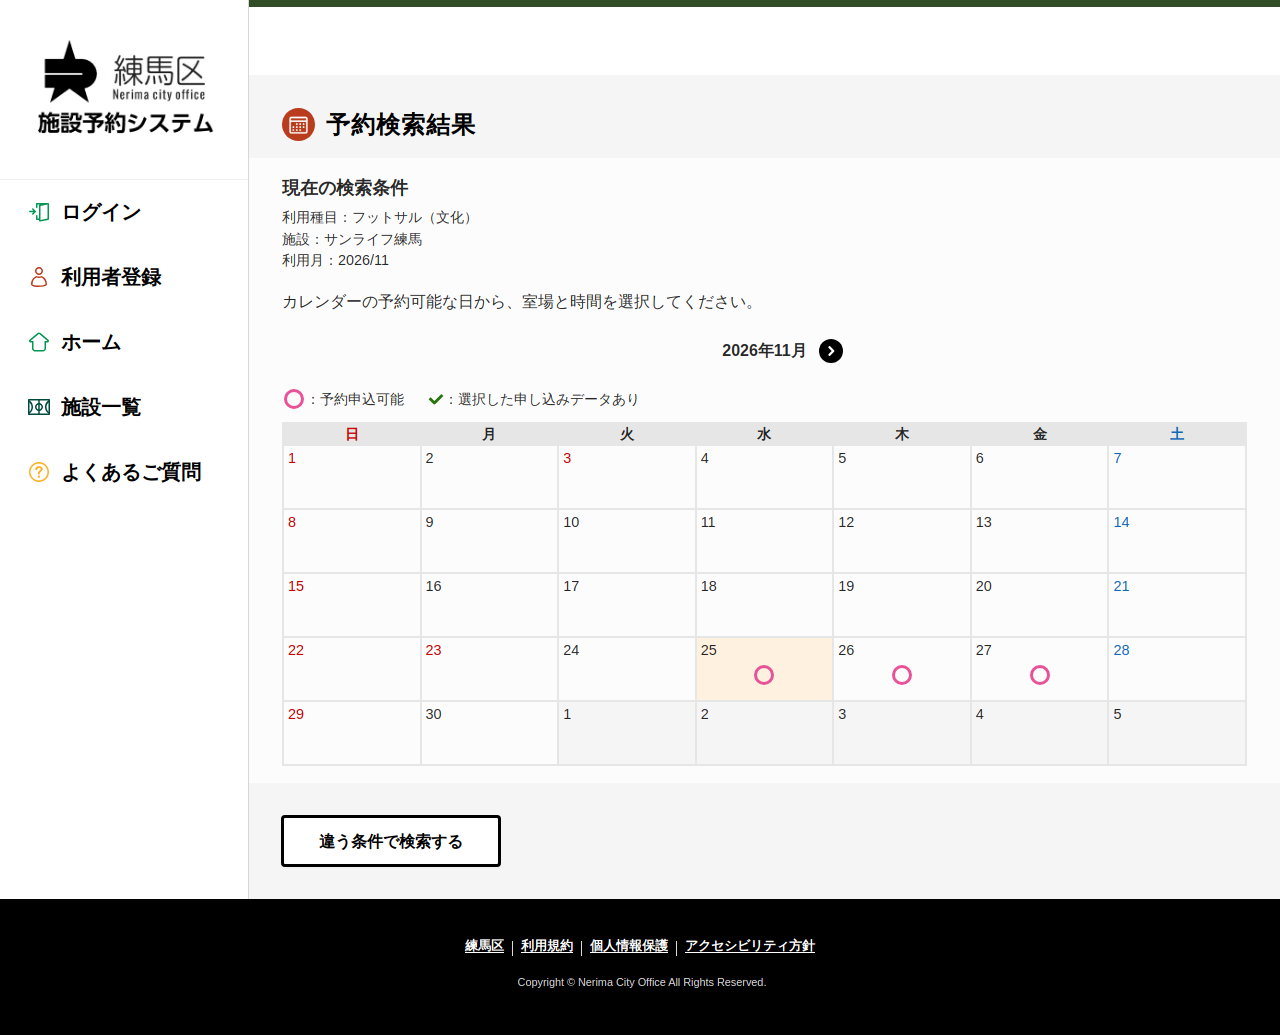 練馬区
Nerima city office
施設予約システム
ログイン
利用者登録
ホーム
施設一覧
よくあるご質問
予約検索結果
現在の検索条件
利用種目：フットサル（文化）
施設：サンライフ練馬
利用月：2026/11
カレンダーの予約可能な日から、室場と時間を選択してください。
2026年11月
：予約申込可能 ：選択した申し込みデータあり
日 月 火 水 木 金 土
1 2 3 4 5 6 7
8 9 10 11 12 13 14
15 16 17 18 19 20 21
22 23 24 25 26 27 28
29 30 1 2 3 4 5
違う条件で検索する
練馬区 | 利用規約 | 個人情報保護 | アクセシビリティ方針
Copyright © Nerima City Office All Rights Reserved.